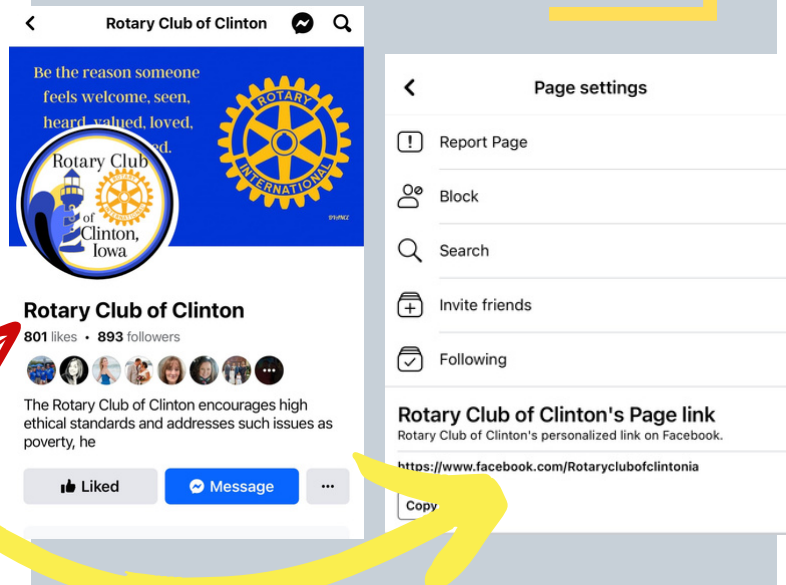 Rotary Club of Clinton
Be the reason someone
feels welcome, seen,
heard, valued, loved,
ROTARY
INTERNATIONAL
Rotary Club
of
Clinton,
Iowa
Rotary Club of Clinton
801 likes • 893 followers
The Rotary Club of Clinton encourages high
ethical standards and addresses such issues as
poverty, he
Liked
Message
Page settings
Report Page
Block
Search
Invite friends
Following
Rotary Club of Clinton's Page link
Rotary Club of Clinton's personalized link on Facebook.
https://www.facebook.com/Rotaryclubofclintonia
Copy